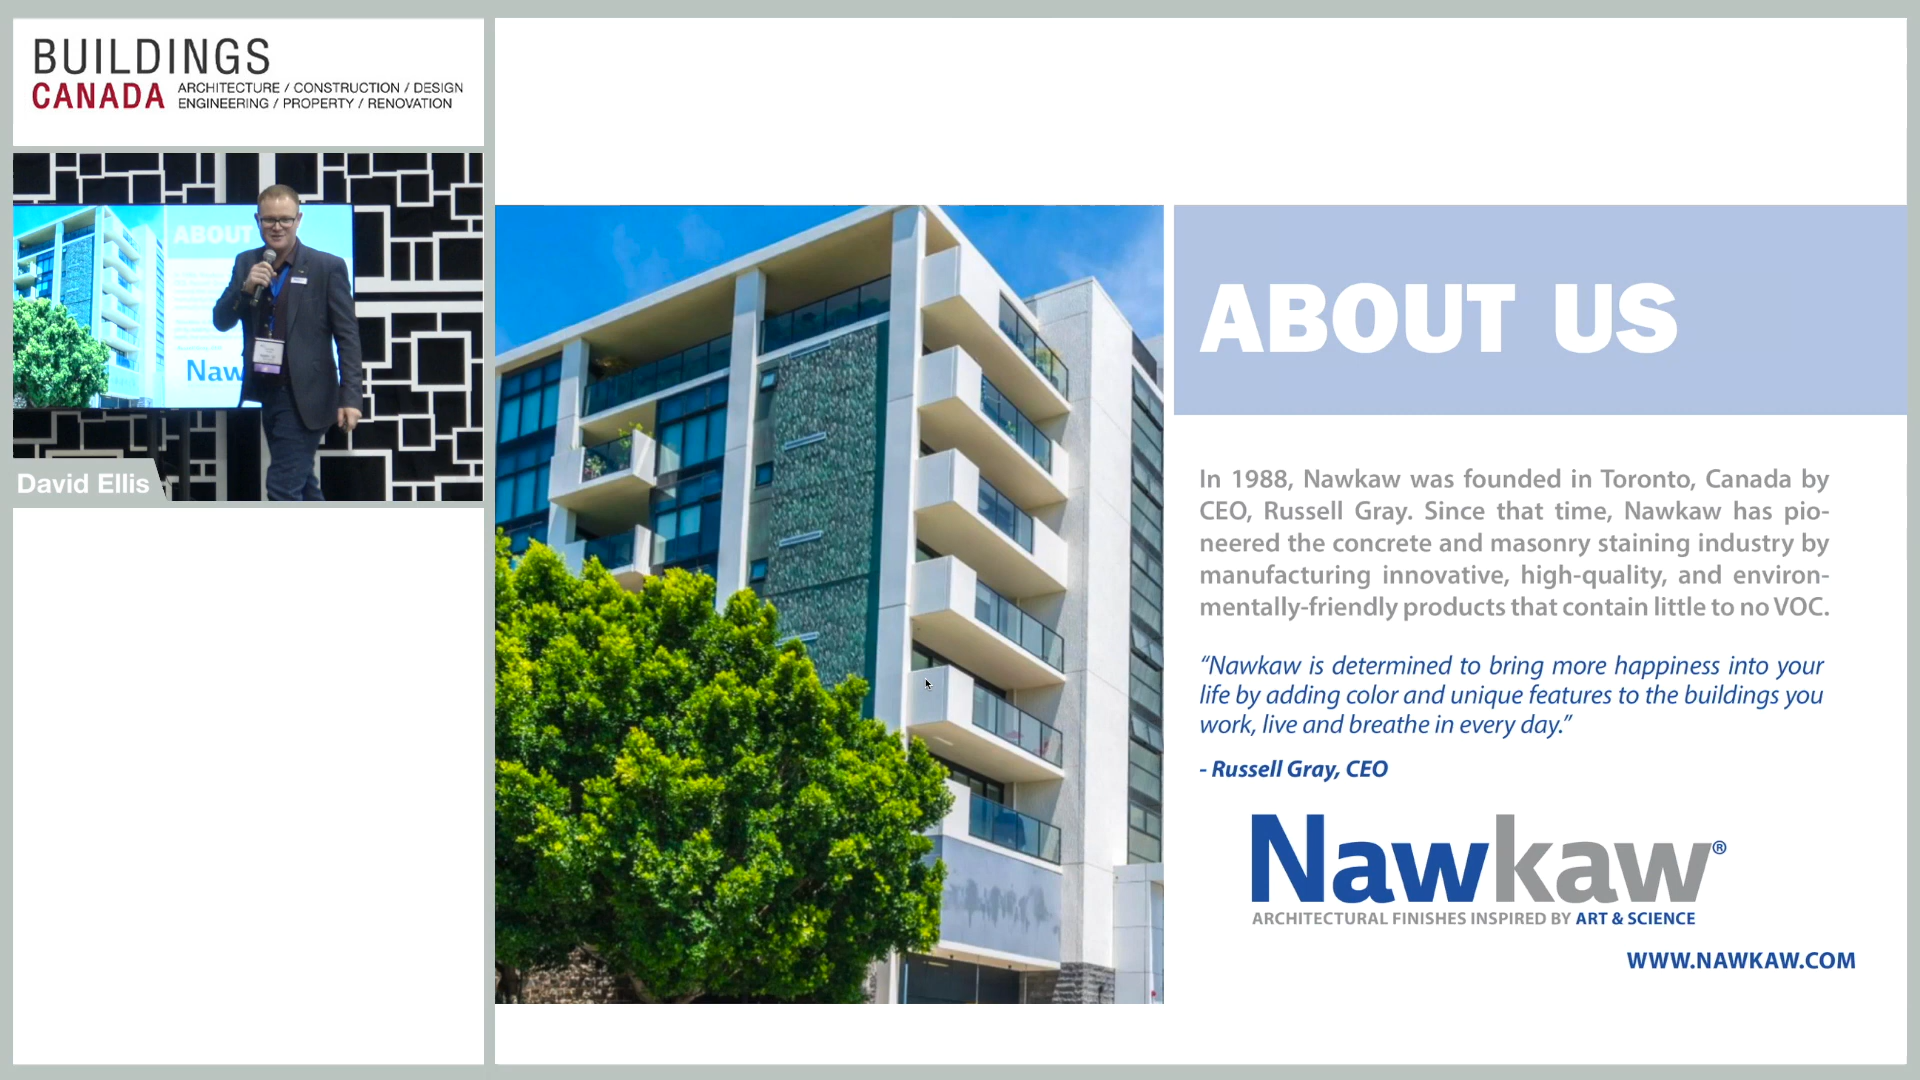 BUILDINGS
CANADA
ARCHITECTURE / CONSTRUCTION / DESIGN
ENGINEERING / PROPERTY / RENOVATION
ABOUT
Naw
David Ellis
ABOUT US
In 1988, Nawkaw was founded in Toronto, Canada by
CEO, Russell Gray. Since that time, Nawkaw has pio-
neered the concrete and masonry staining industry by
manufacturing innovative, high-quality, and environ-
mentally-friendly products that contain little to no VOC.
“Nawkaw is determined to bring more happiness into your
life by adding color and unique features to the buildings you
work, live and breathe in every day.”
- Russell Gray, CEO
Nawkaw®
ARCHITECTURAL FINISHES INSPIRED BY ART & SCIENCE
WWW.NAWKAW.COM